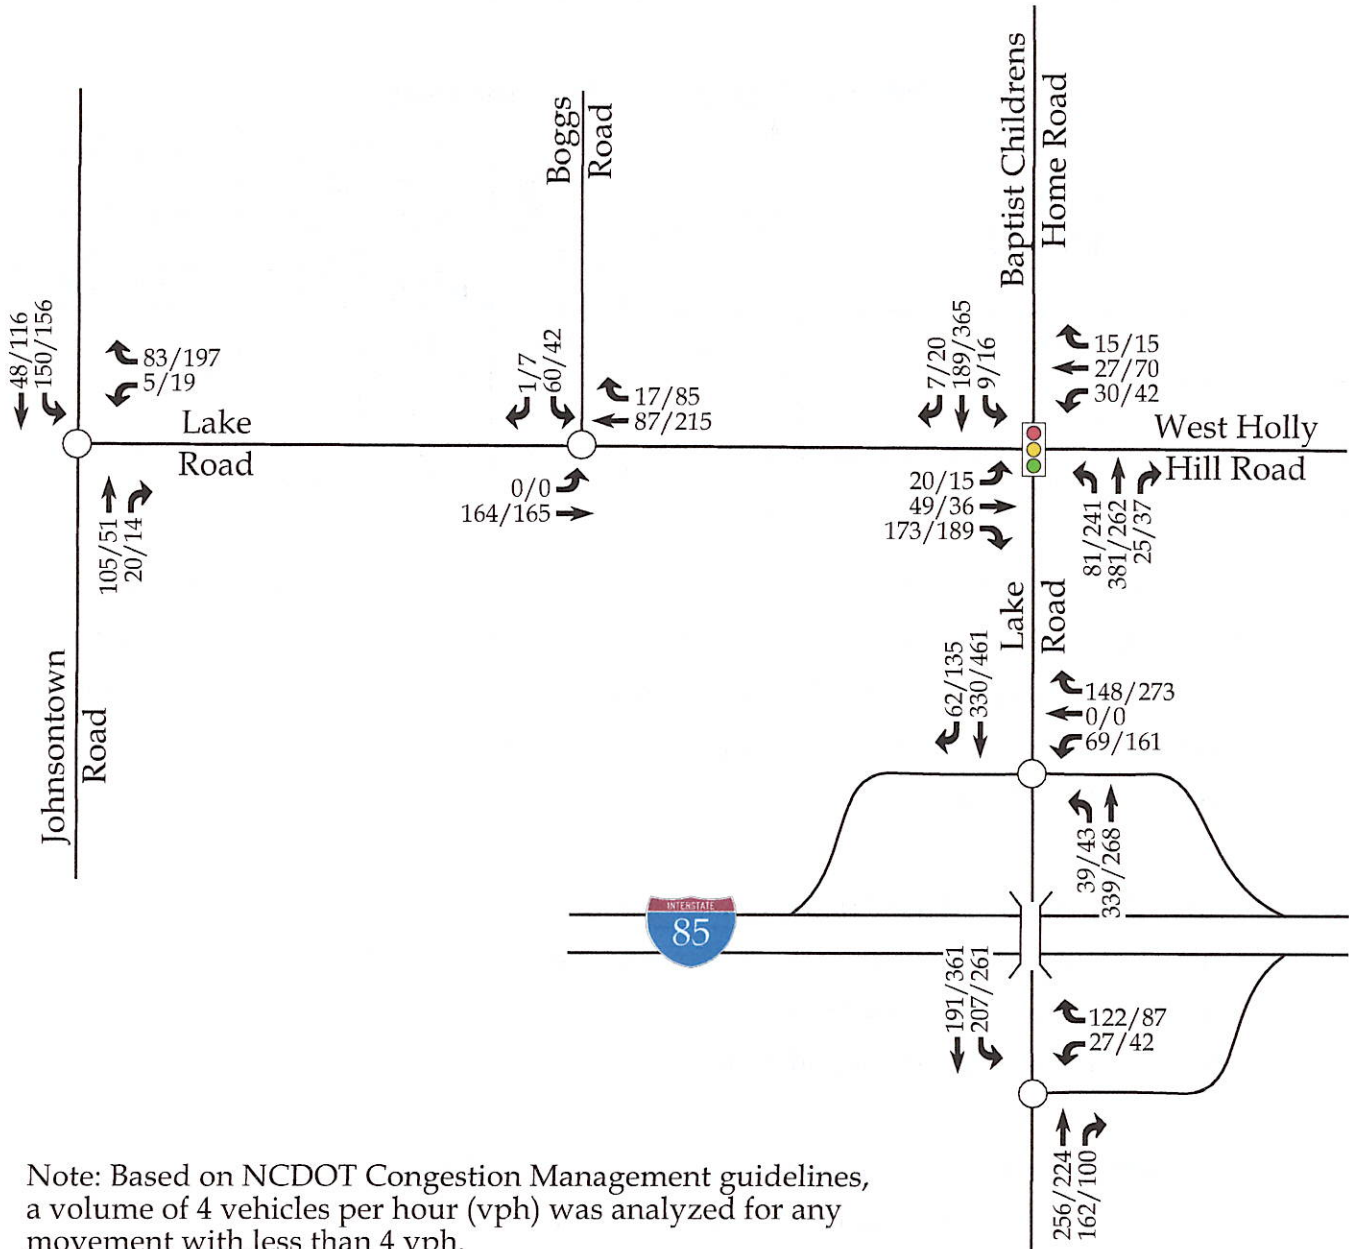 Baptist Childrens
Home Road
Boggs
Road
48/116
150/156
83/197
5/19
Lake
Road
105/51
20/14
Johnsontown
Road
1/7
60/42
17/85
87/215
0/0
164/165
7/20
189/365
9/16
15/15
27/70
30/42
West Holly
Hill Road
20/15
49/36
173/189
81/241
381/262
25/37
Lake
Road
62/135
330/461
148/273
0/0
69/161
39/43
339/268
INTERSTATE
85
191/361
207/261
122/87
27/42
256/224
162/100
Note: Based on NCDOT Congestion Management guidelines,
a volume of 4 vehicles per hour (vph) was analyzed for any
movement with less than 4 vph.